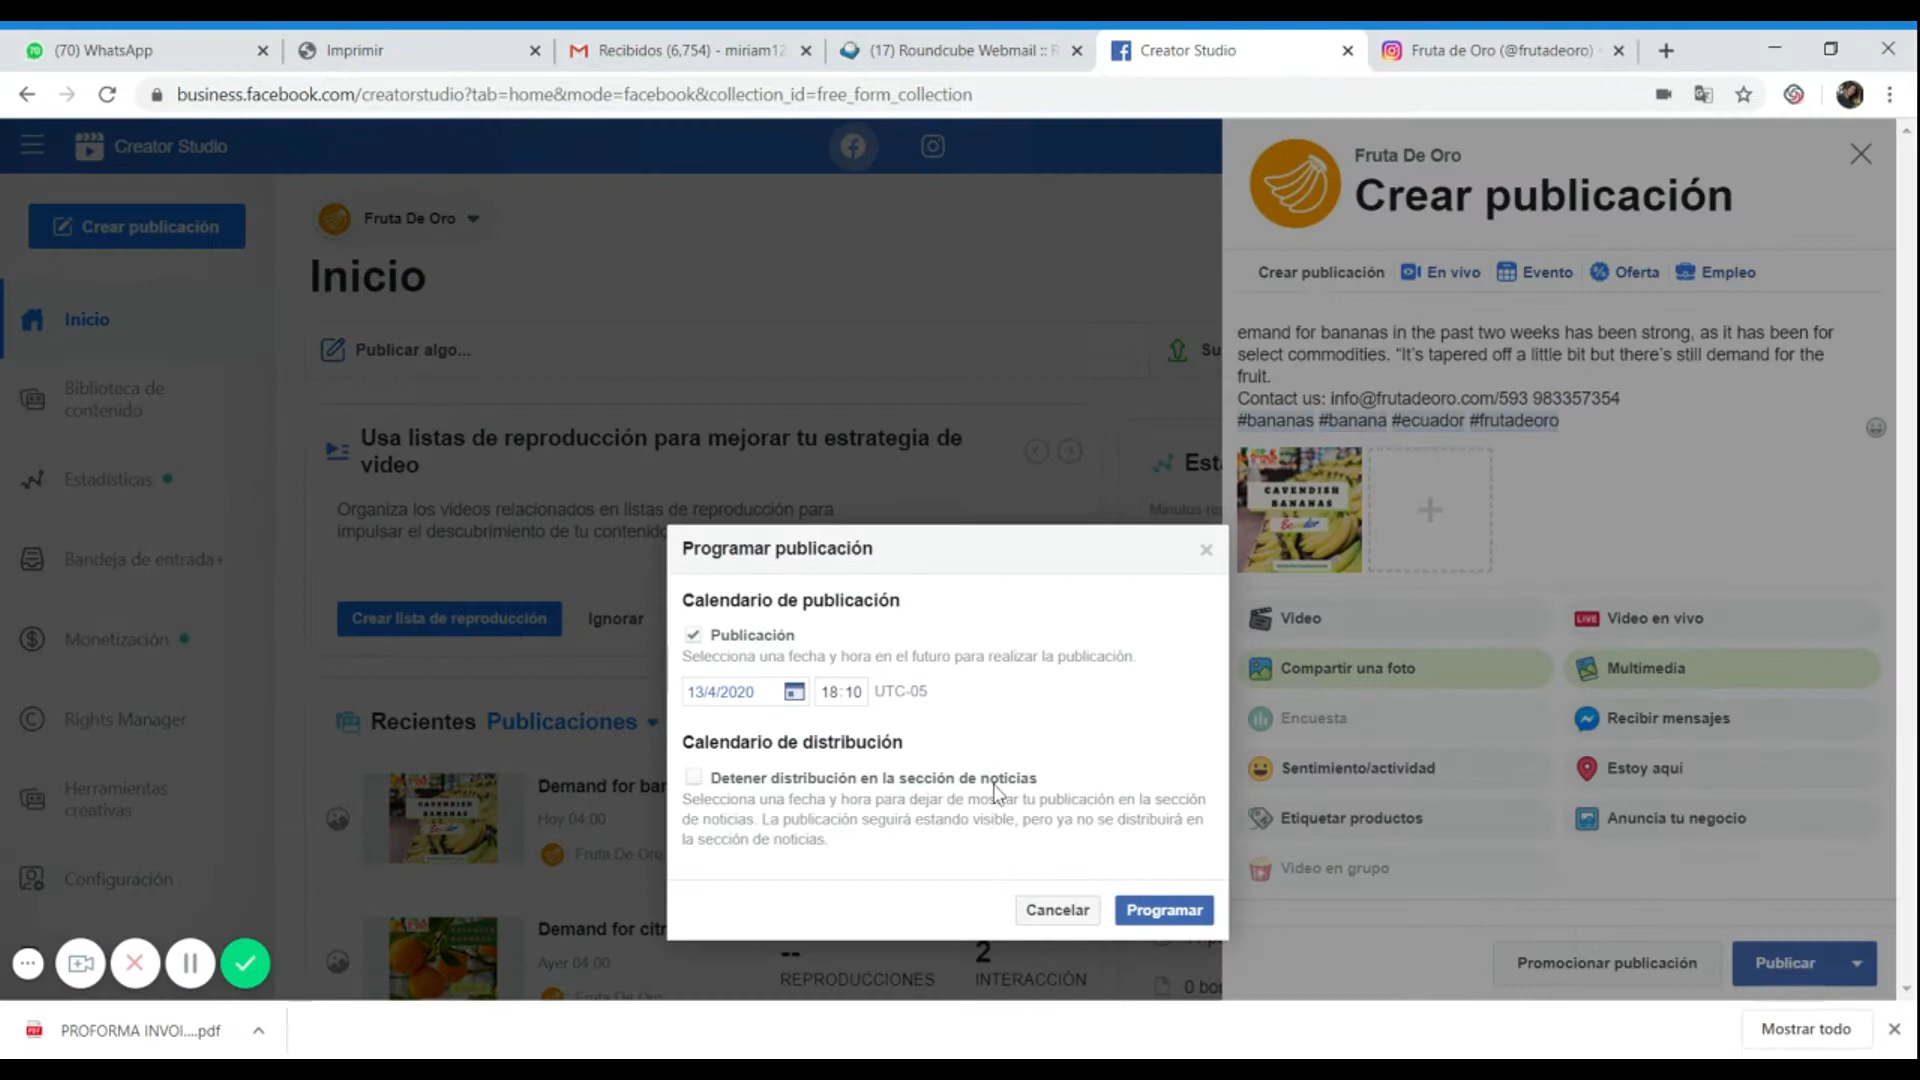 (70) WhatsApp
Imprimir
Recibidos (6,754) - miriam12
(17) Roundcube Webmail :: R
Creator Studio
Fruta de Oro (@frutadeoro)
business.facebook.com/creatorstudio?tab=home&mode=facebook&collection_id=free_form_collection
Creator Studio
Crear publicación
Inicio
Biblioteca de
contenido
Estadísticas
Bandeja de entrada+
Monetización
Rights Manager
Herramientas
creativas
Configuración
Fruta De Oro
Inicio
Publicar algo...
Su
Usa listas de reproducción para mejorar tu estrategia de
video
Organiza los videos relacionados en listas de reproducción para
impulsar el descubrimiento de tu contenido
Crear lista de reproducción
Ignorar
Est
Minutos re
Recientes Publicaciones
Demand for bar
Hoy 04:00
Fruta De Oro
Demand for citr
Ayer 04:00
Fruta De Oro
--
REPRODUCCIONES
2
INTERACCIÓN
Programar publicación
Calendario de publicación
Publicación
Selecciona una fecha y hora en el futuro para realizar la publicación.
13/4/2020
18:10
UTC-05
Calendario de distribución
Detener distribución en la sección de noticias
Selecciona una fecha y hora para dejar de mostrar tu publicación en la sección
de noticias. La publicación seguirá estando visible, pero ya no se distribuirá en
la sección de noticias.
Cancelar
Programar
Fruta De Oro
Crear publicación
Crear publicación
En vivo
Evento
Oferta
Empleo
emand for bananas in the past two weeks has been strong, as it has been for
select commodities. “It’s tapered off a little bit but there’s still demand for the
fruit.
Contact us: info@frutadeoro.com/593 983357354
#bananas #banana #ecuador #frutadeoro
CAVENDISH
BANANAS
Video
Video en vivo
Compartir una foto
Multimedia
Encuesta
Recibir mensajes
Sentimiento/actividad
Estoy aquí
Etiquetar productos
Anuncia tu negocio
Video en grupo
0 bo
Promocionar publicación
Publicar
PROFORMA INVOI....pdf
Mostrar todo